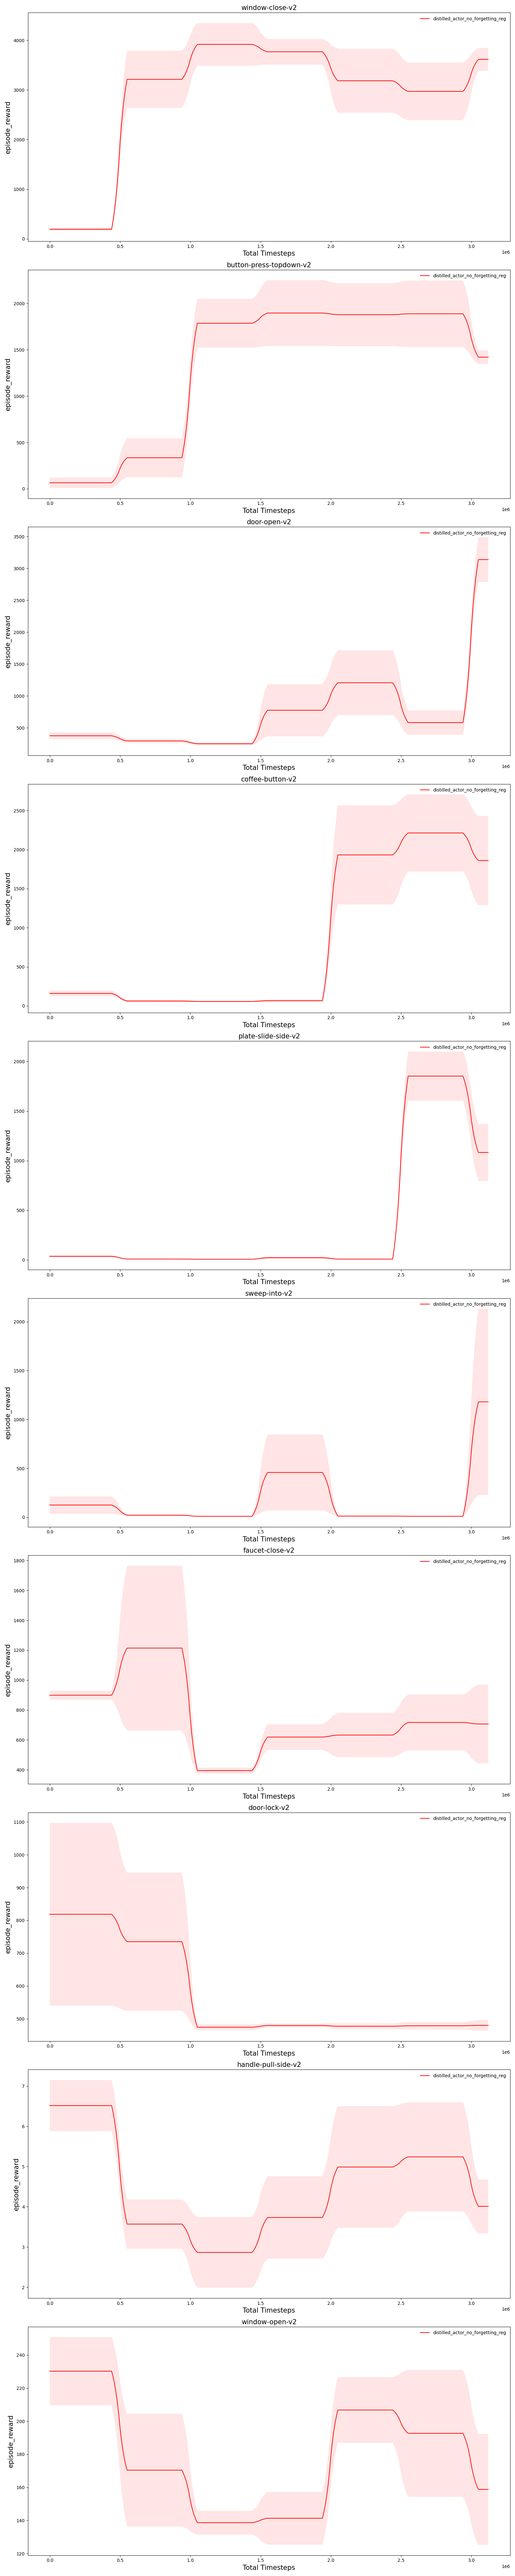 window-close-v2
distilled_actor_no_forgetting_reg
4000
3000
2000
1000
0
episode_reward
0.0 0.5 1.0 1.5 2.0 2.5 3.0
1e6
Total Timesteps
button-press-topdown-v2
distilled_actor_no_forgetting_reg
2000
1500
1000
500
0
episode_reward
0.0 0.5 1.0 1.5 2.0 2.5 3.0
1e6
Total Timesteps
door-open-v2
distilled_actor_no_forgetting_reg
3500
3000
2500
2000
1500
1000
500
episode_reward
0.0 0.5 1.0 1.5 2.0 2.5 3.0
1e6
Total Timesteps
coffee-button-v2
distilled_actor_no_forgetting_reg
2500
2000
1500
1000
500
0
episode_reward
0.0 0.5 1.0 1.5 2.0 2.5 3.0
1e6
Total Timesteps
plate-slide-side-v2
distilled_actor_no_forgetting_reg
2000
1500
1000
500
0
episode_reward
0.0 0.5 1.0 1.5 2.0 2.5 3.0
1e6
Total Timesteps
sweep-into-v2
distilled_actor_no_forgetting_reg
2000
1500
1000
500
0
episode_reward
0.0 0.5 1.0 1.5 2.0 2.5 3.0
1e6
Total Timesteps
faucet-close-v2
distilled_actor_no_forgetting_reg
1800
1600
1400
1200
1000
800
600
400
episode_reward
0.0 0.5 1.0 1.5 2.0 2.5 3.0
1e6
Total Timesteps
door-lock-v2
distilled_actor_no_forgetting_reg
1100
1000
900
800
700
600
500
episode_reward
0.0 0.5 1.0 1.5 2.0 2.5 3.0
1e6
Total Timesteps
handle-pull-side-v2
distilled_actor_no_forgetting_reg
7
6
5
4
3
2
episode_reward
0.0 0.5 1.0 1.5 2.0 2.5 3.0
1e6
Total Timesteps
window-open-v2
distilled_actor_no_forgetting_reg
240
220
200
180
160
140
120
episode_reward
0.0 0.5 1.0 1.5 2.0 2.5 3.0
1e6
Total Timesteps